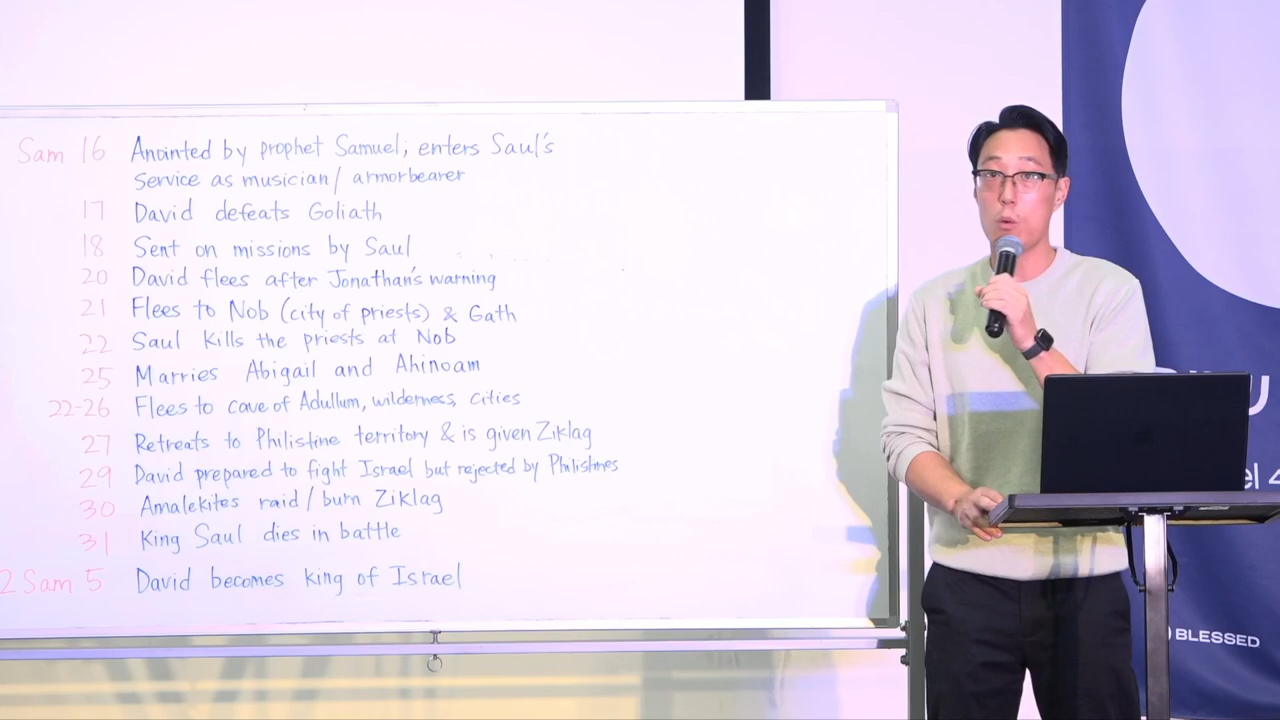 Sam 16 Anointed by prophet Samuel; enters Saul's
Service as musician / armorbearer
17 David defeats Goliath
18 Sent on missions by Saul
20 David flees after Jonathan's warning
21 Flees to Nob (city of priests) & Gath
22 Saul kills the priests at Nob
25 Marries Abigail and Ahinoam
22-26 Flees to cave of Adullum, wilderness, cities
27 Retreats to Philistine territory & is given Ziklag
29 David prepared to fight Israel but rejected by Philistines
30 Amalekites raid / burn Ziklag
31 King Saul dies in battle
2 Sam 5 David becomes king of Israel
BLESSED